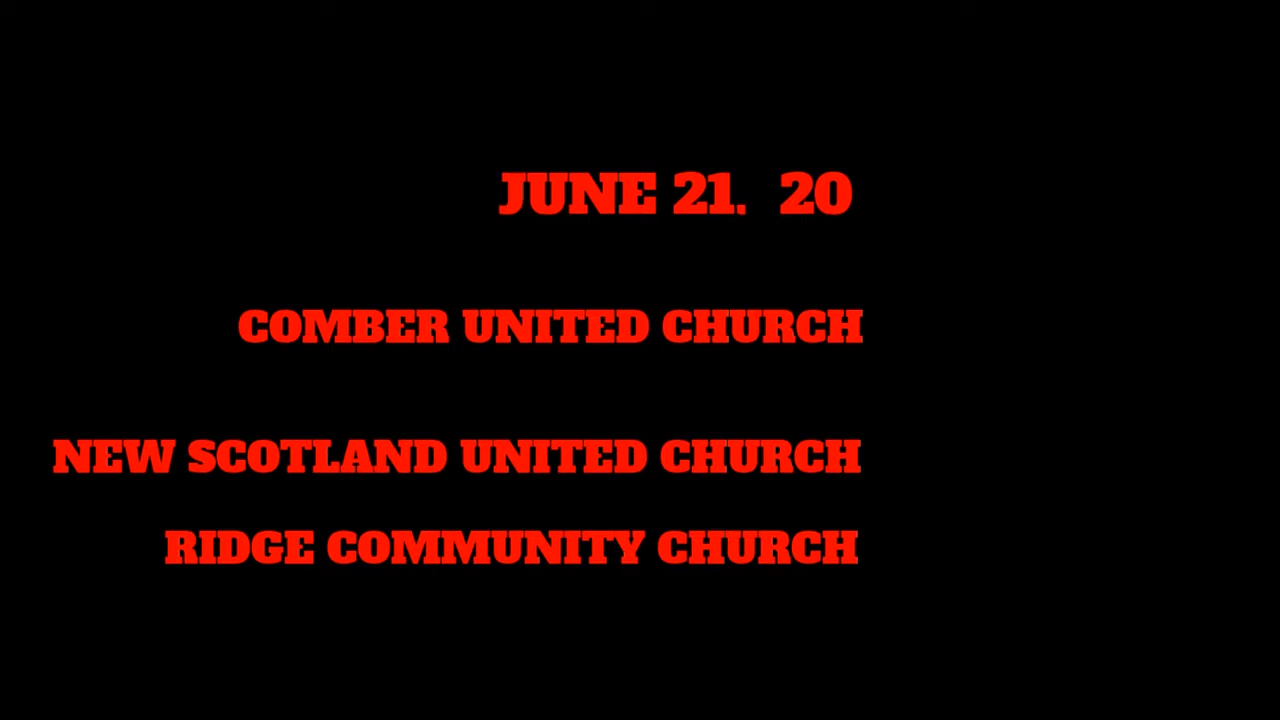 JUNE 21.  20
COMBER UNITED CHURCH
NEW SCOTLAND UNITED CHURCH
RIDGE COMMUNITY CHURCH